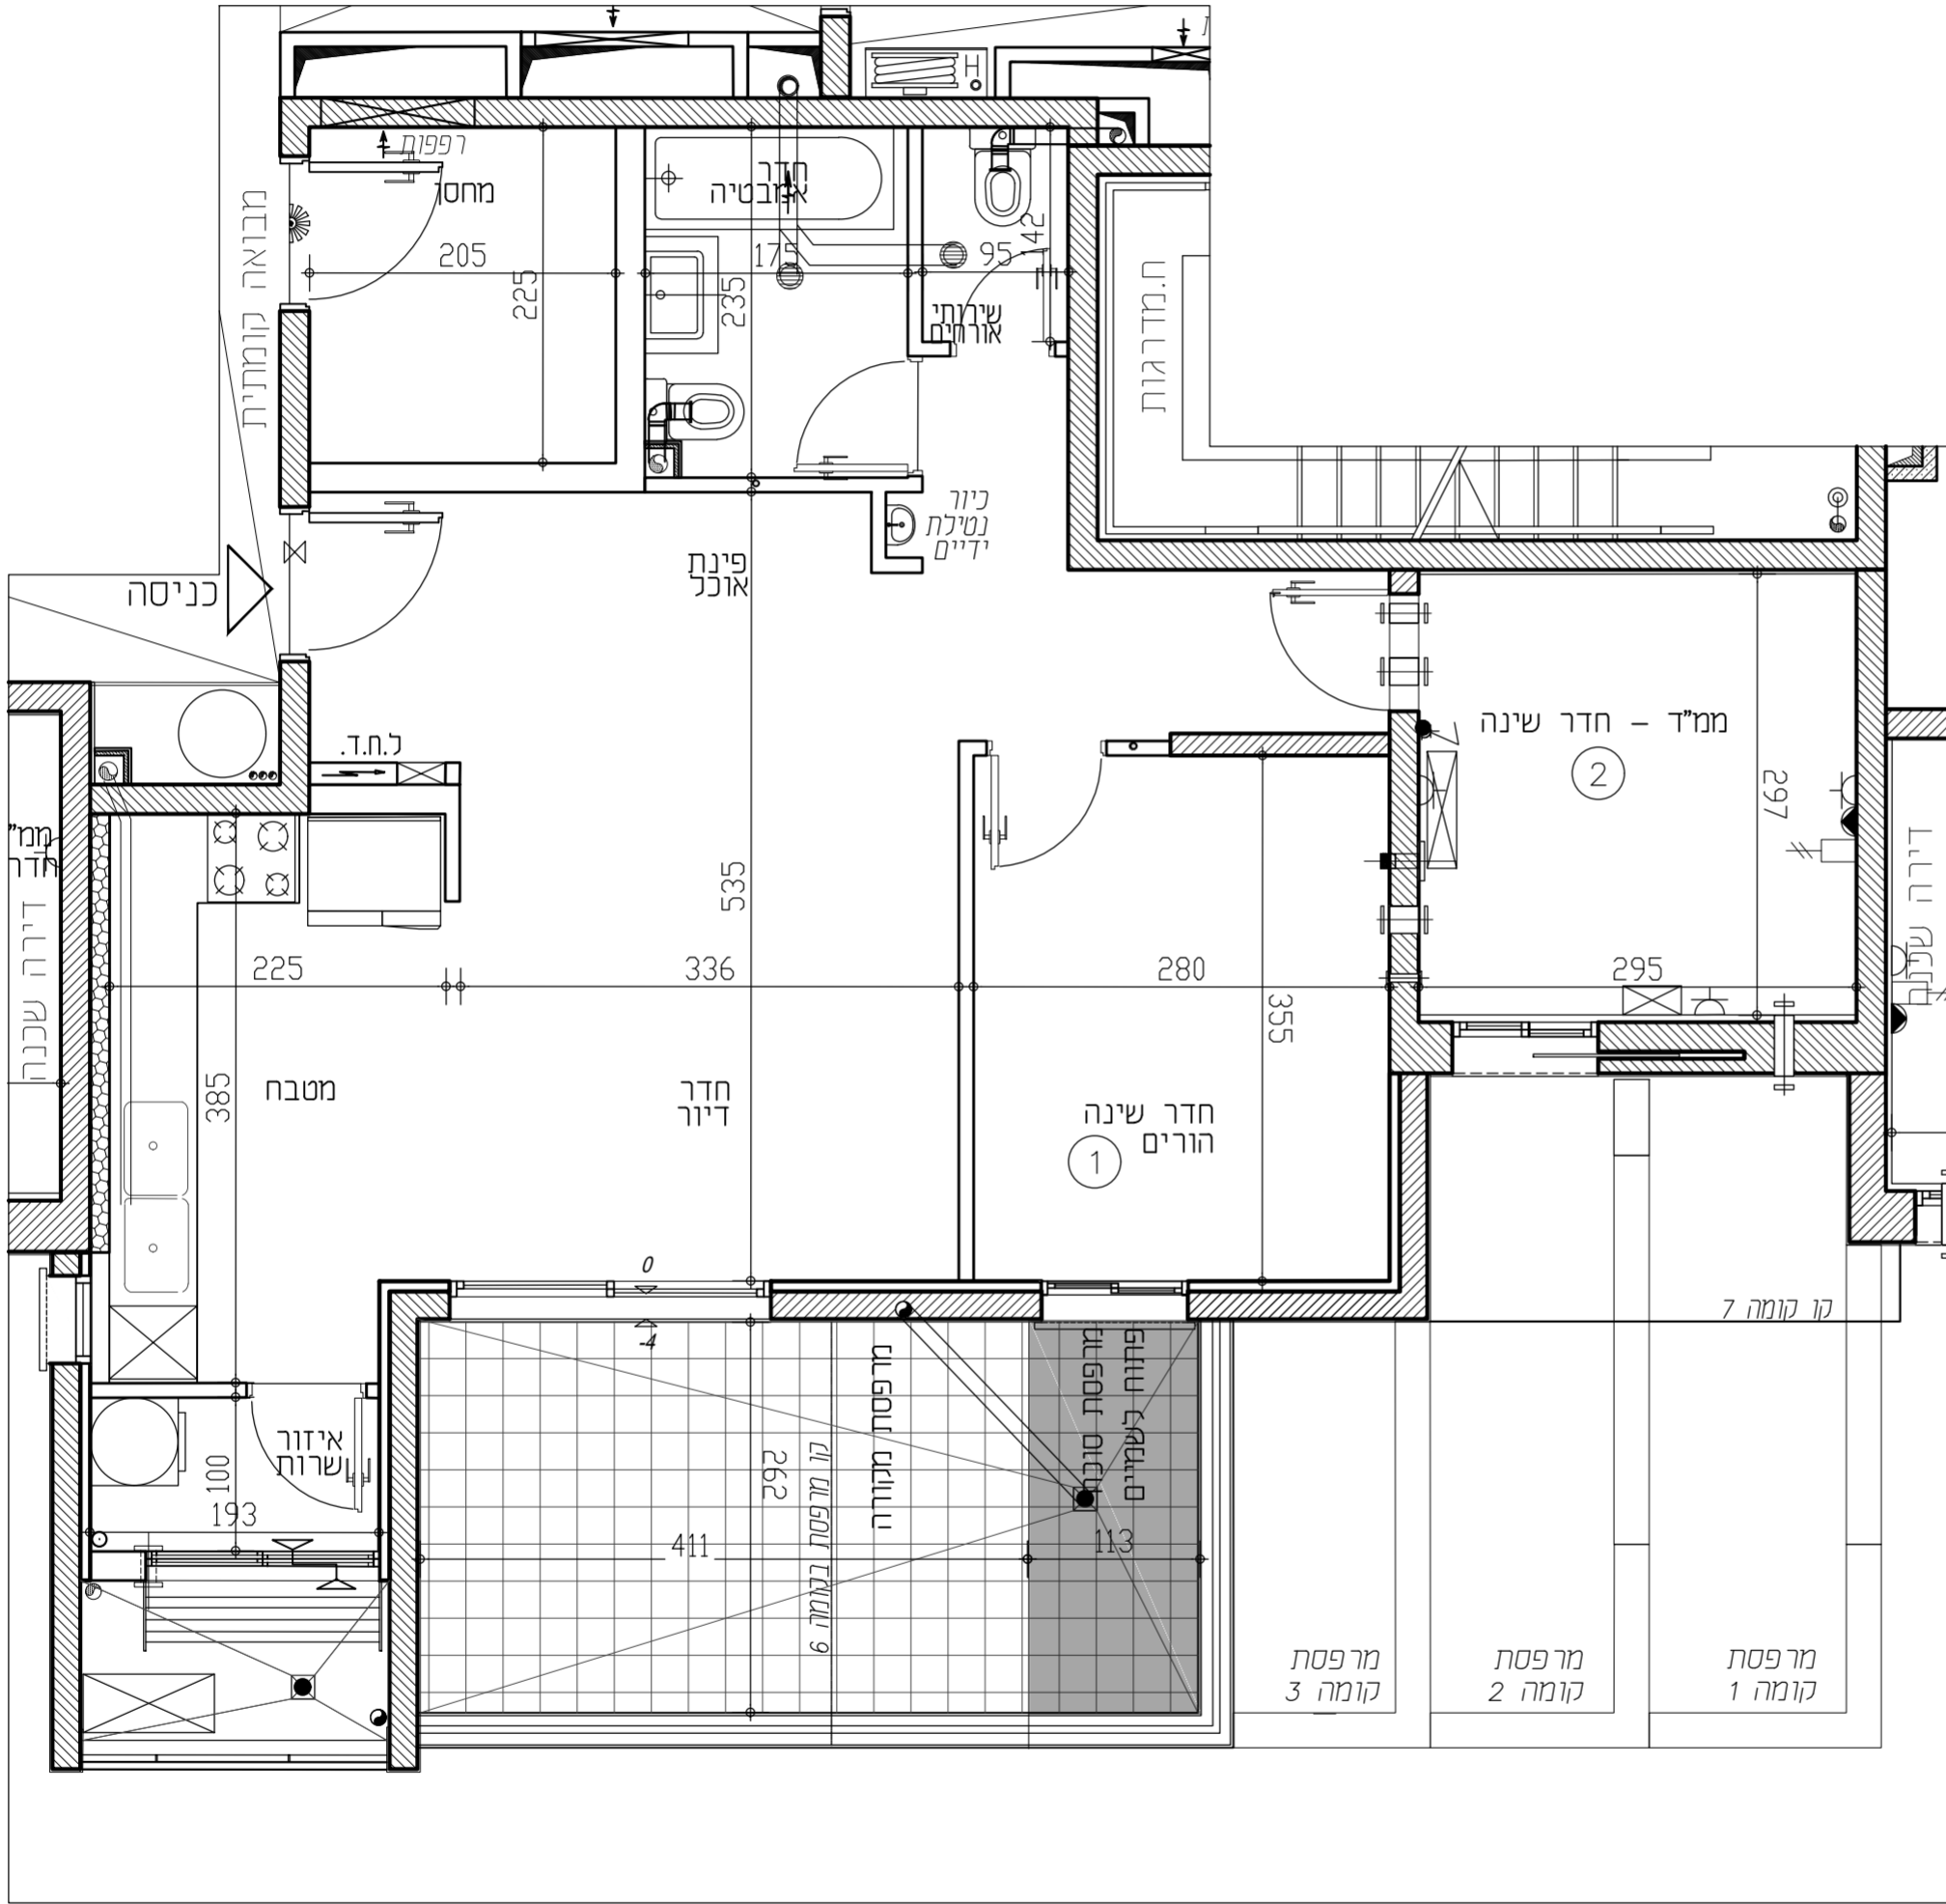 H
רפפות
מחסן
חדר
אמבטיה
מבואה קומתית
205
225
175
235
95
142
שירותי
אורחים
ח.מדרגות
כיור
נטילת
ידיים
פינת
אוכל
כניסה
ל.ח.ד.
ממ"ד – חדר שינה
2
297
ממ"
חדר
דירה שכנה
דירה שכנה
535
225
336
280
295
355
385
מטבח
חדר
דיור
חדר שינה
הורים
1
0
-4
קו קומה 7
מרפסת מקורה
מרפסת סוכה
פתוח לשמיים
קו מרפסת בקומה 6
262
411
113
איזור
שרות
100
193
מרפסת
קומה 3
מרפסת
קומה 2
מרפסת
קומה 1